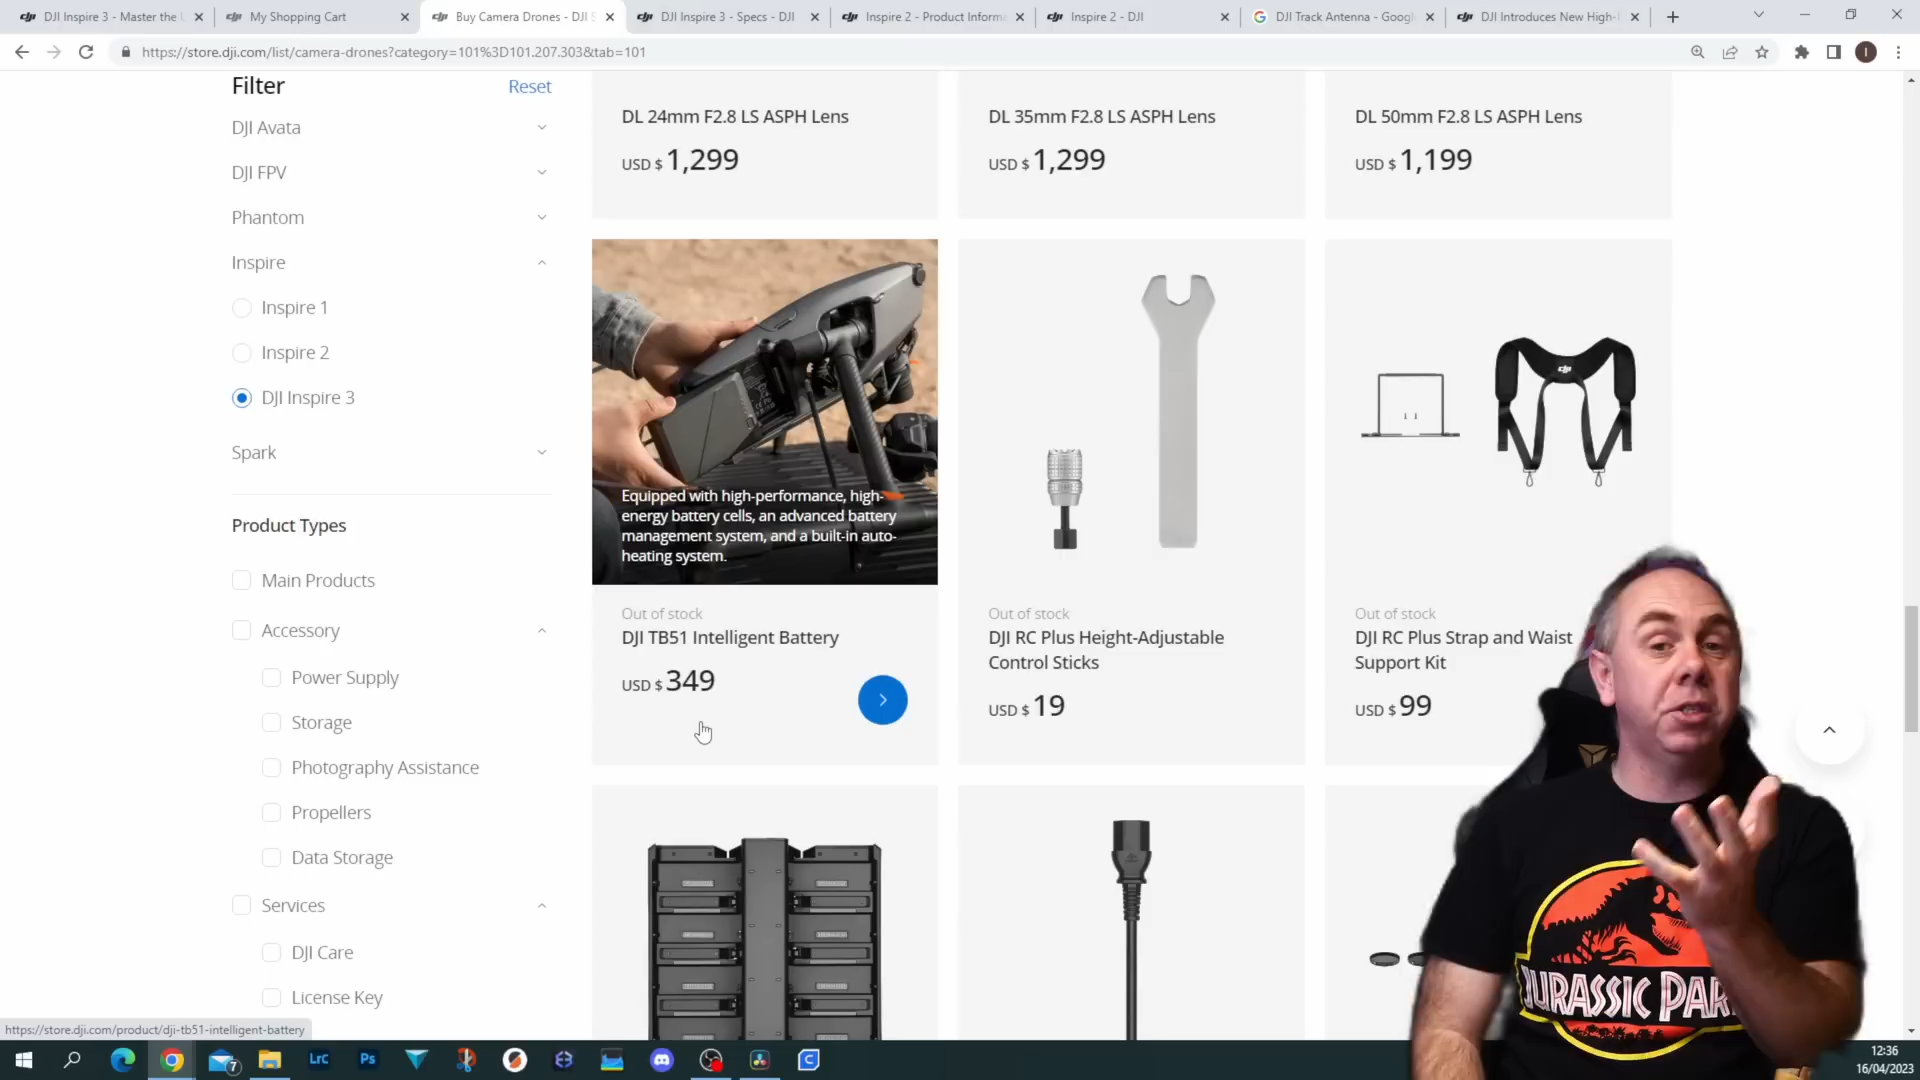 DJI Inspire 3 - Master the U
My Shopping Cart
Buy Camera Drones - DJI S
DJI Inspire 3 - Specs - DJI
Inspire 2 - Product Inform
Inspire 2 - DJI
DJI Track Antenna - Googl
DJI Introduces New High-
https://store.dji.com/list/camera-drones?category=101%3D101.207.303&tab=101
I
Filter
Reset
DJI Avata
DJI FPV
Phantom
Inspire
Inspire 1
Inspire 2
DJI Inspire 3
Spark
Product Types
Main Products
Accessory
Power Supply
Storage
Photography Assistance
Propellers
Data Storage
Services
DJI Care
License Key
DL 24mm F2.8 LS ASPH Lens
USD $ 1,299
DL 35mm F2.8 LS ASPH Lens
USD $ 1,299
DL 50mm F2.8 LS ASPH Lens
USD $ 1,199
Equipped with high-performance, high-
energy battery cells, an advanced battery
management system, and a built-in auto-
heating system.
Out of stock
DJI TB51 Intelligent Battery
USD $ 349
Out of stock
DJI RC Plus Height-Adjustable
Control Sticks
USD $ 19
dji
Out of stock
DJI RC Plus Strap and Waist
Support Kit
USD $ 99
JURASSIC PAR
https://store.dji.com/product/dji-tb51-intelligent-battery
7
Lrc
Ps
12:36
16/04/2023